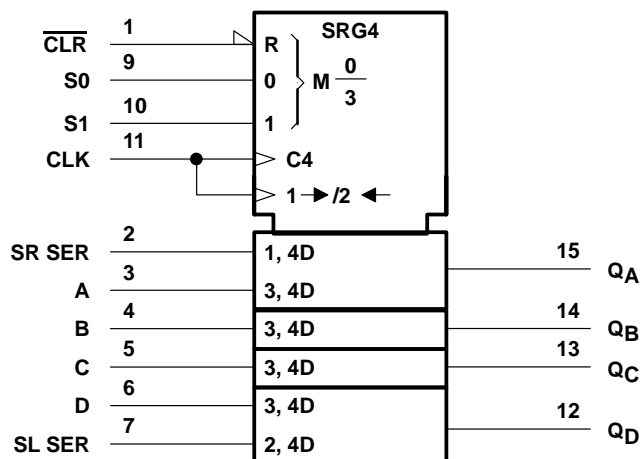 SRG4
CLR 1 R
S0 9 0 M 0/3
S1 10 1
CLK 11 C4
1 → /2 ←
SR SER 2 1, 4D
A 3 3, 4D 15 QA
B 4 3, 4D 14 QB
C 5 3, 4D 13 QC
D 6 3, 4D 12 QD
SL SER 7 2, 4D